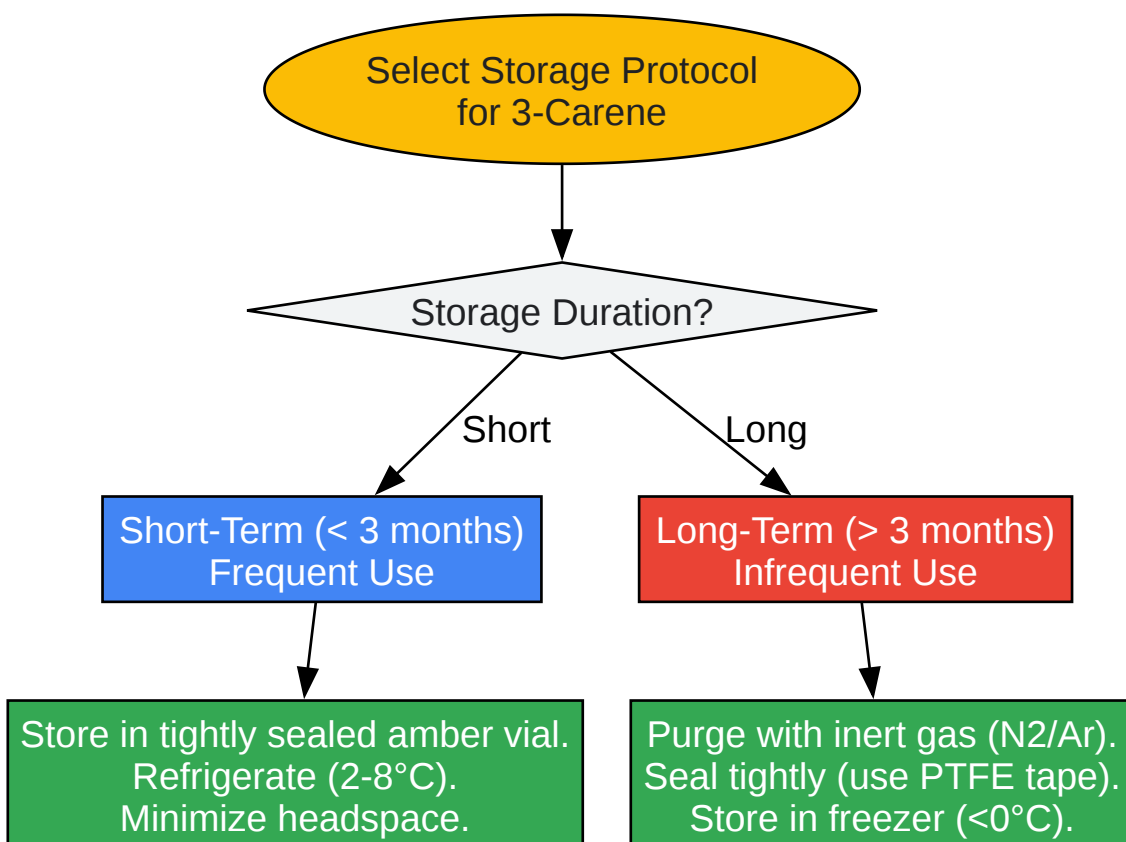 Select Storage Protocol
for 3-Carene
Storage Duration?
Short
Long
Short-Term (< 3 months)
Frequent Use
Long-Term (> 3 months)
Infrequent Use
Store in tightly sealed amber vial.
Refrigerate (2-8°C).
Minimize headspace.
Purge with inert gas (N2/Ar).
Seal tightly (use PTFE tape).
Store in freezer (<0°C).